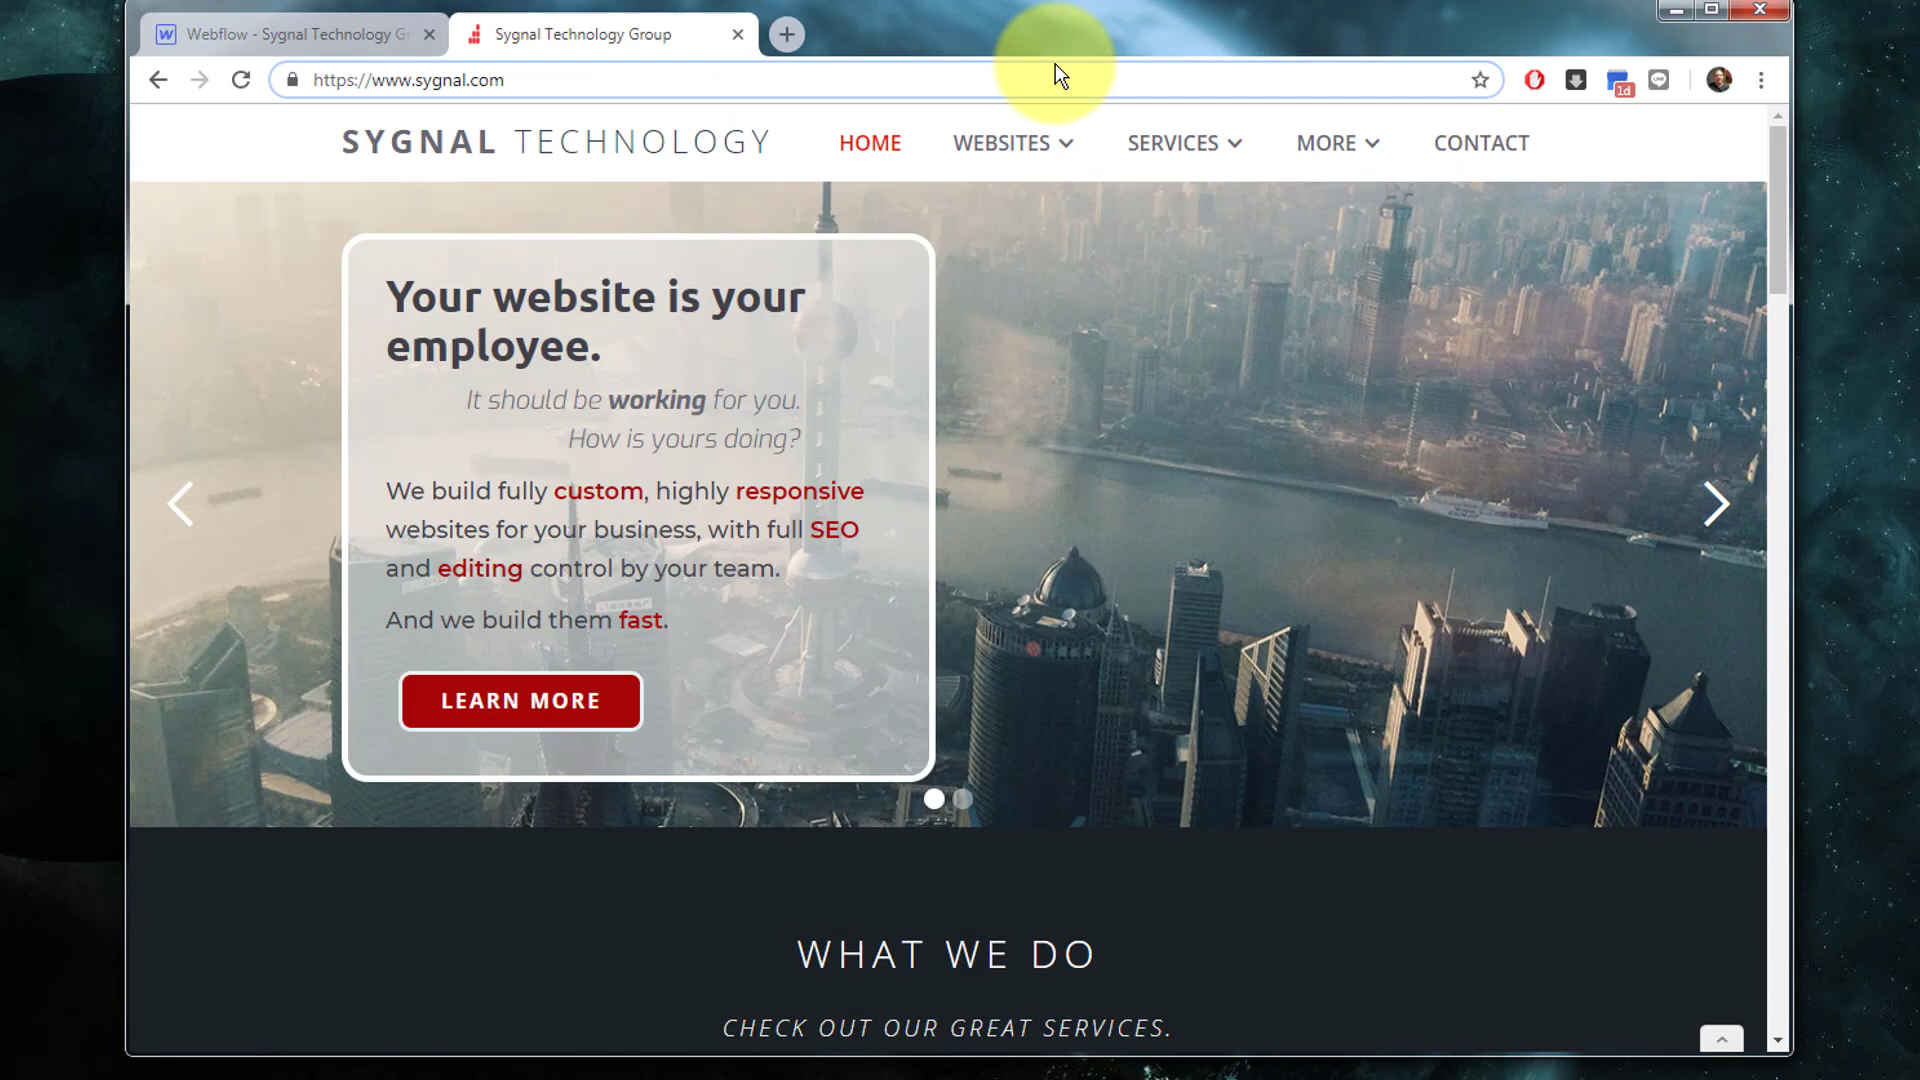 Webflow - Sygnal Technology Gr
Sygnal Technology Group
https://www.sygnal.com
1d
SYGNAL TECHNOLOGY
HOME
WEBSITES
SERVICES
MORE
CONTACT
Your website is your
employee.
It should be working for you.
How is yours doing?
We build fully custom, highly responsive
websites for your business, with full SEO
and editing control by your team.
And we build them fast.
LEARN MORE
WHAT WE DO
CHECK OUT OUR GREAT SERVICES.